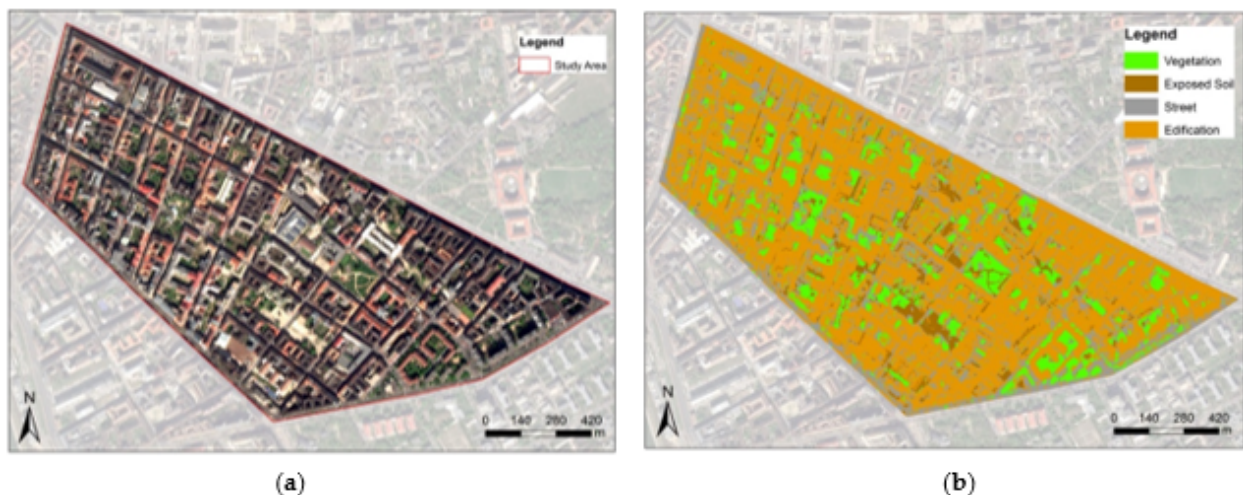 Legend
Study Area
N
0 140 280 420
m
(a)
Legend
Vegetation
Exposed Soil
Street
Edification
N
0 140 280 420
m
(b)